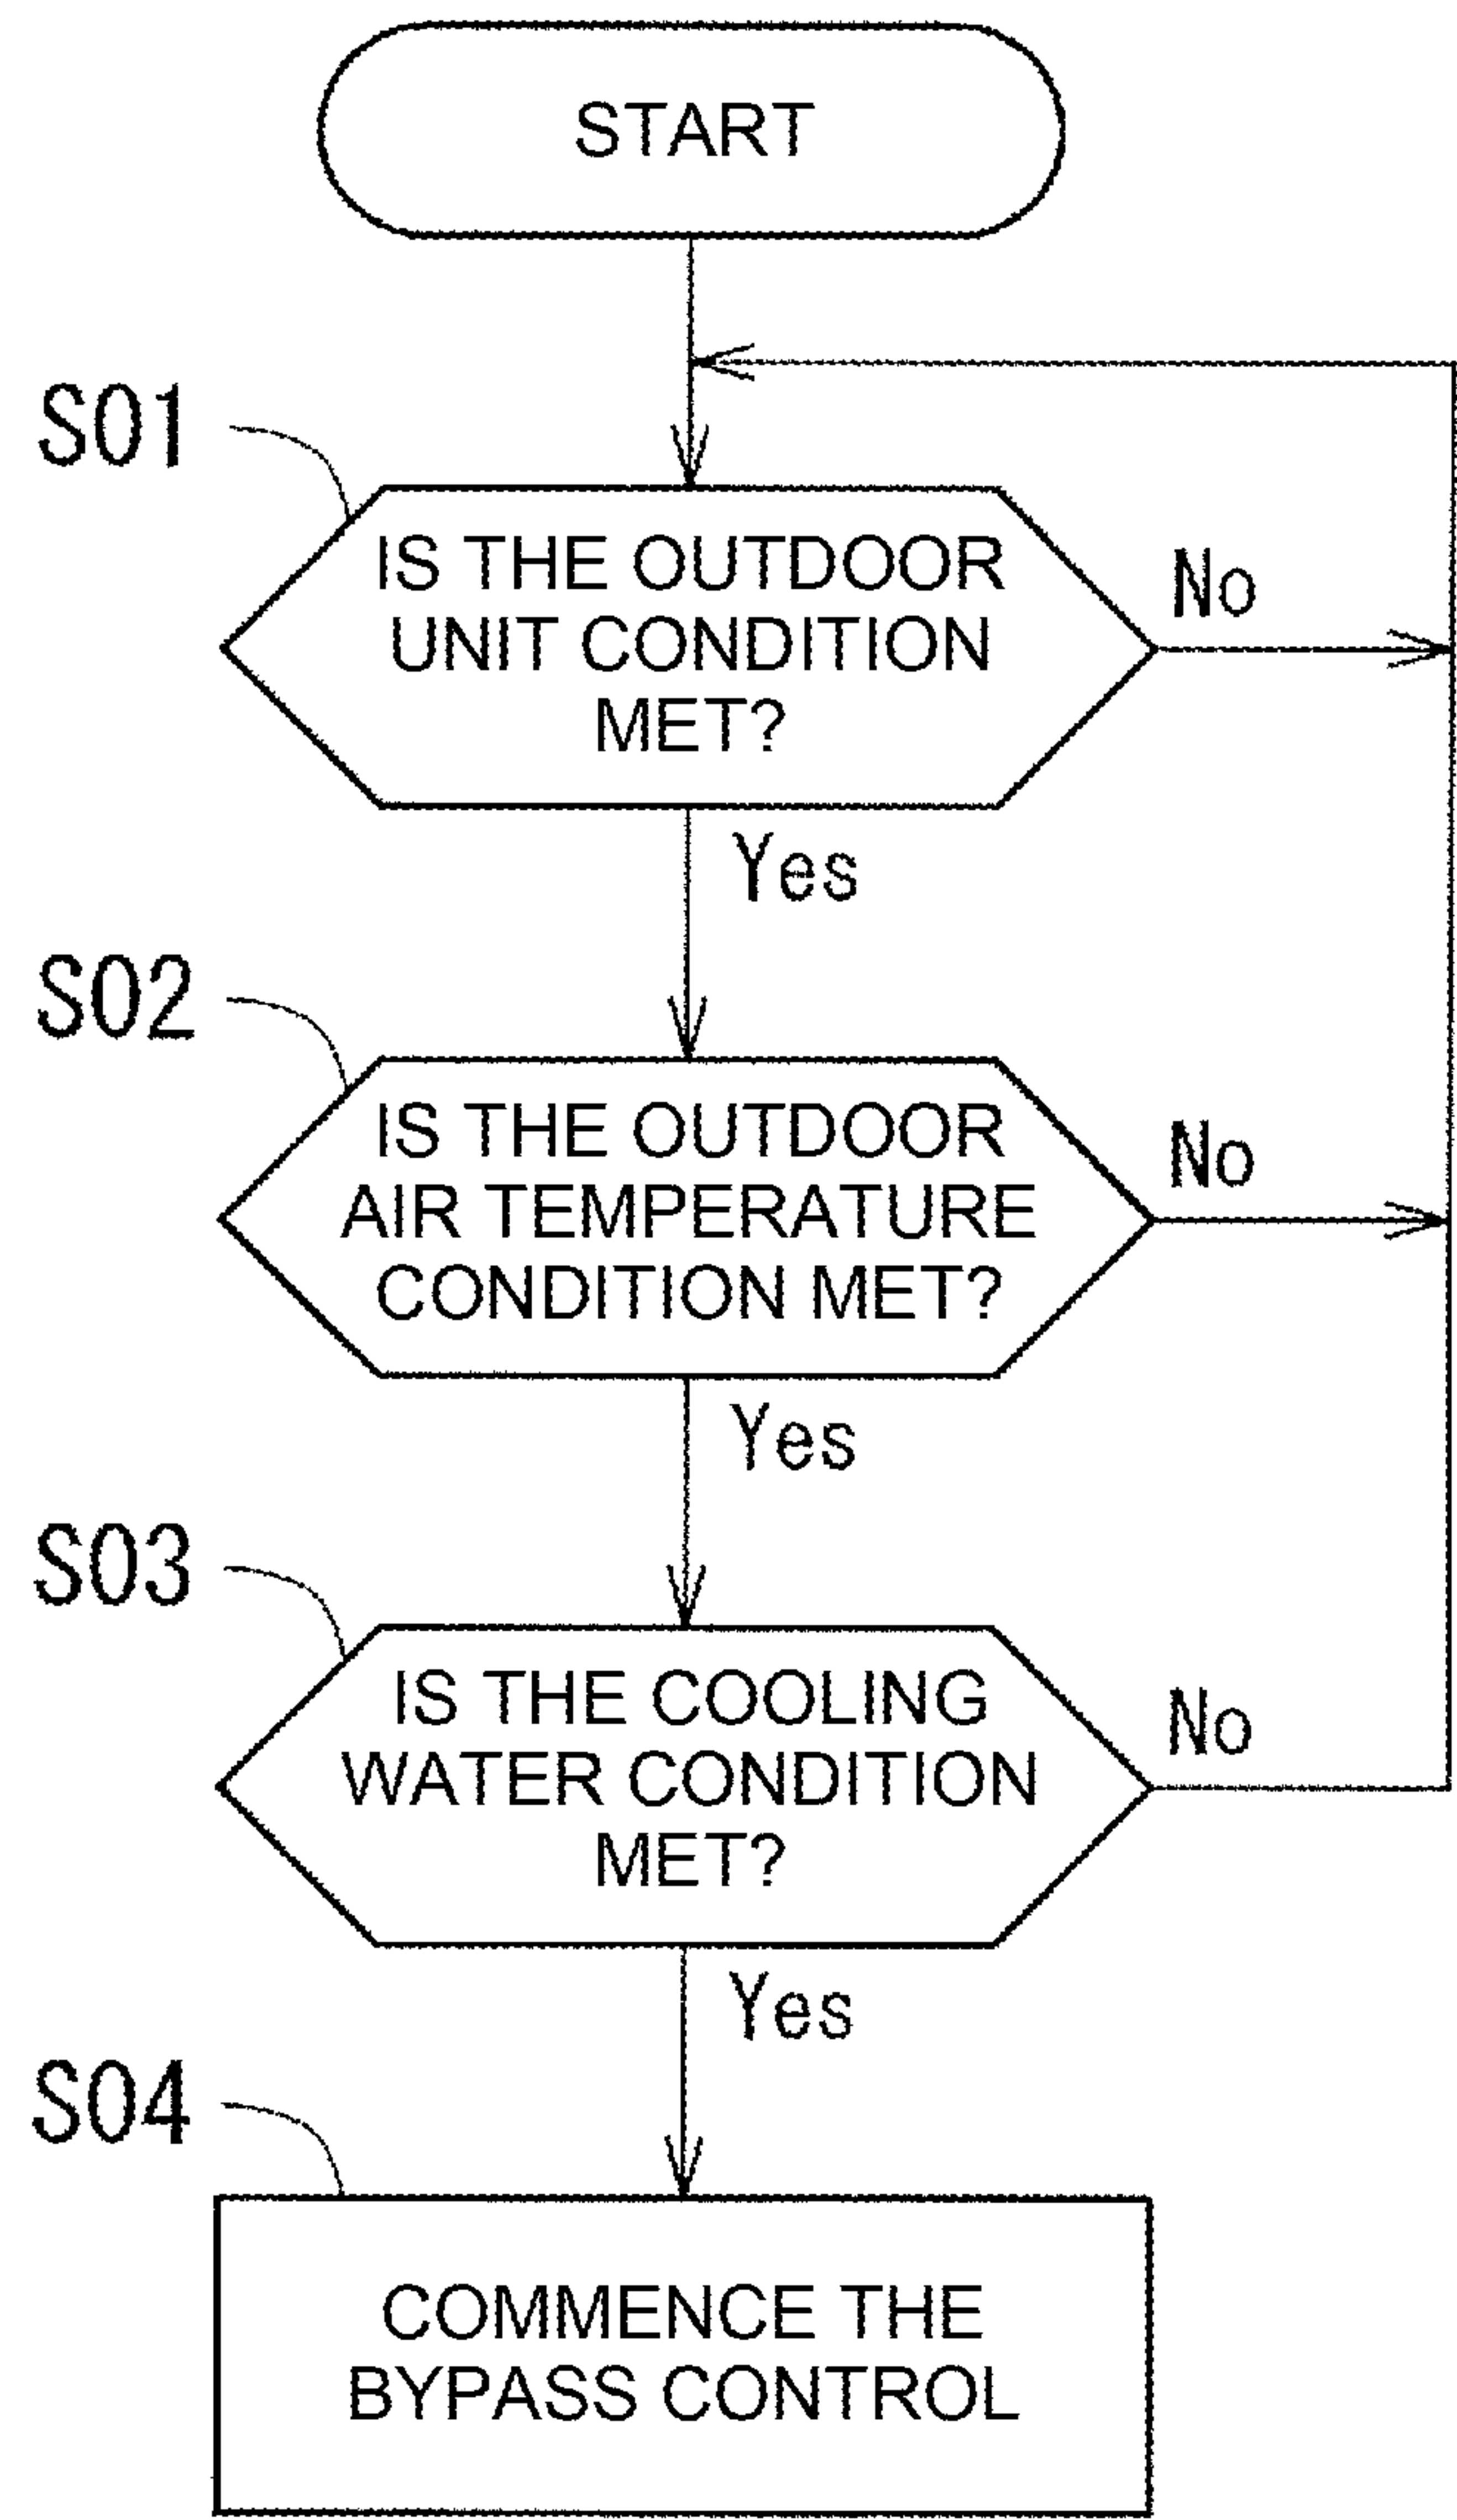 START
S01
IS THE OUTDOOR
UNIT CONDITION
MET?
No
Yes
S02
IS THE OUTDOOR
AIR TEMPERATURE
CONDITION MET?
No
Yes
S03
IS THE COOLING
WATER CONDITION
MET?
No
Yes
S04
COMMENCE THE
BYPASS CONTROL